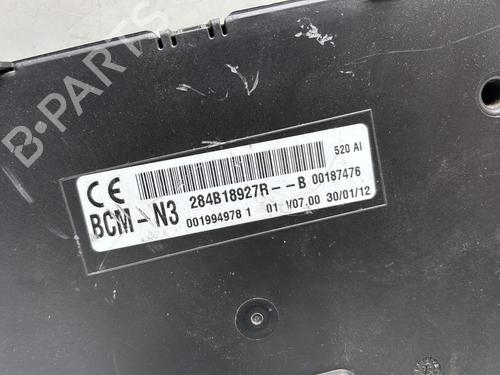 B-PARTS
520 AI
CE
284B18927R--B 00187476
BCM-N3
001994978 1 01 V07.00 30/01/12